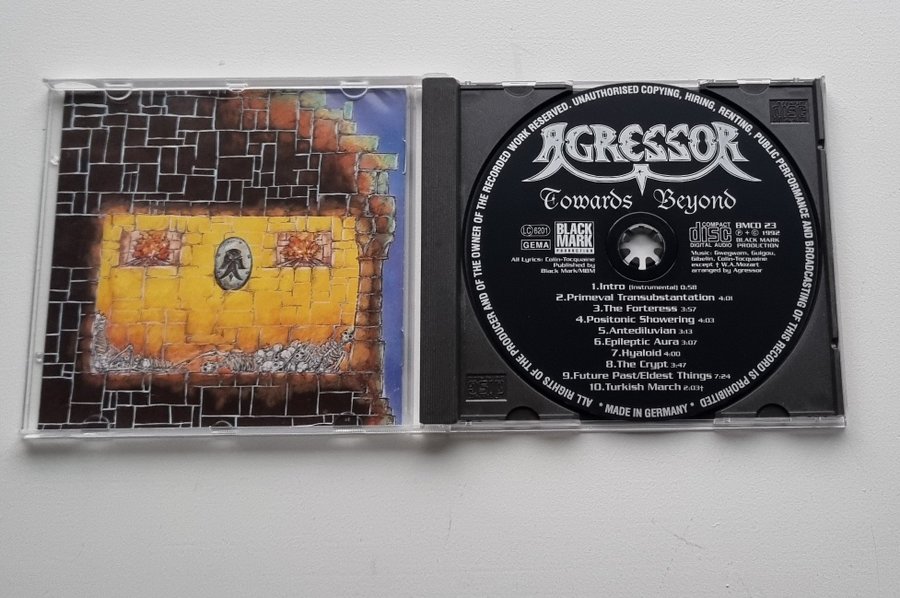 ALL RIGHTS OF THE PRODUCER AND OF THE OWNER OF THE RECORDED WORK RESERVED. UNAUTHORISED COPYING, HIRING, RENTING, PUBLIC PERFORMANCE AND BROADCASTING OF THIS RECORD IS PROHIBITED
AGRESSOR
Towards Beyond
LC 6201
GEMA
BLACK
MARK
PRODUCTION
COMPACT
disc
DIGITAL AUDIO
BMCD 23
℗ + © 1992
BLACK MARK
PRODUCTION
All Lyrics: Colin-Tocquaine
Published by
Black Mark/MBM
Music: Gwegwam, Gulgou,
Gibelin, Colin-Tocquaine
except † W.A.Mozart
arranged by Agressor
1.Intro (Instrumental) 0:58
2.Primeval Transubstantation 4:01
3.The Forteress 3:57
4.Positonic Showering 4:03
5.Antediluvian 3:13
6.Epileptic Aura 3:07
7.Hyaloid 4:00
8.The Crypt 3:47
9.Future Past/Eldest Things 7:24
10.Turkish March 2:03†
• MADE IN GERMANY •
disc
disc